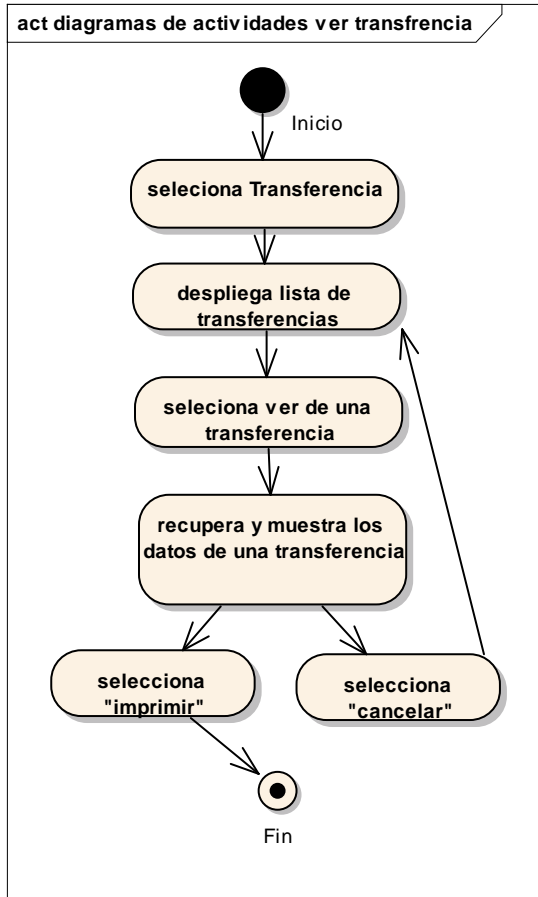 act diagramas de actividades ver transfrencia
Inicio
seleciona Transferencia
despliega lista de
transferencias
seleciona ver de una
transferencia
recupera y muestra los
datos de una transferencia
selecciona
"imprimir"
selecciona
"cancelar"
Fin